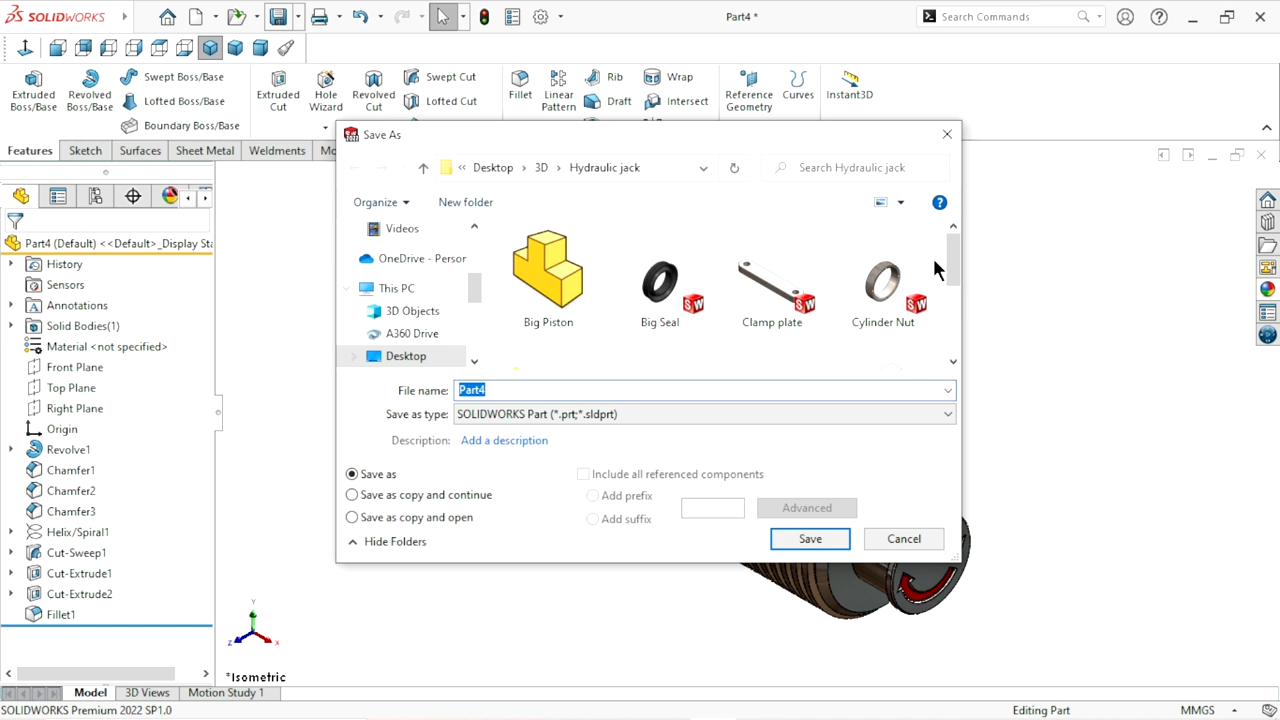 SOLIDWORKS
Part4 *
Search Commands
Extruded Boss/Base
Revolved Boss/Base
Swept Boss/Base
Lofted Boss/Base
Boundary Boss/Base
Extruded Cut
Hole Wizard
Revolved Cut
Swept Cut
Lofted Cut
Fillet
Linear Pattern
Rib
Draft
Wrap
Intersect
Reference Geometry
Curves
Instant3D
Features
Sketch
Surfaces
Sheet Metal
Weldments
Mo
Part4 (Default) <<Default>_Display Sta
History
Sensors
Annotations
Solid Bodies(1)
Material <not specified>
Front Plane
Top Plane
Right Plane
Origin
Revolve1
Chamfer1
Chamfer2
Chamfer3
Helix/Spiral1
Cut-Sweep1
Cut-Extrude1
Cut-Extrude2
Fillet1
Save As
« Desktop > 3D > Hydraulic jack
Search Hydraulic jack
Organize
New folder
Videos
OneDrive - Person
This PC
3D Objects
A360 Drive
Desktop
Big Piston
Big Seal
Clamp plate
Cylinder Nut
File name: Part4
Save as type: SOLIDWORKS Part (*.prt;*.sldprt)
Description: Add a description
Save as
Save as copy and continue
Save as copy and open
Include all referenced components
Add prefix
Add suffix
Advanced
Hide Folders
Save
Cancel
Y
Z
X
*Isometric
Model
3D Views
Motion Study 1
SOLIDWORKS Premium 2022 SP1.0
Editing Part
MMGS